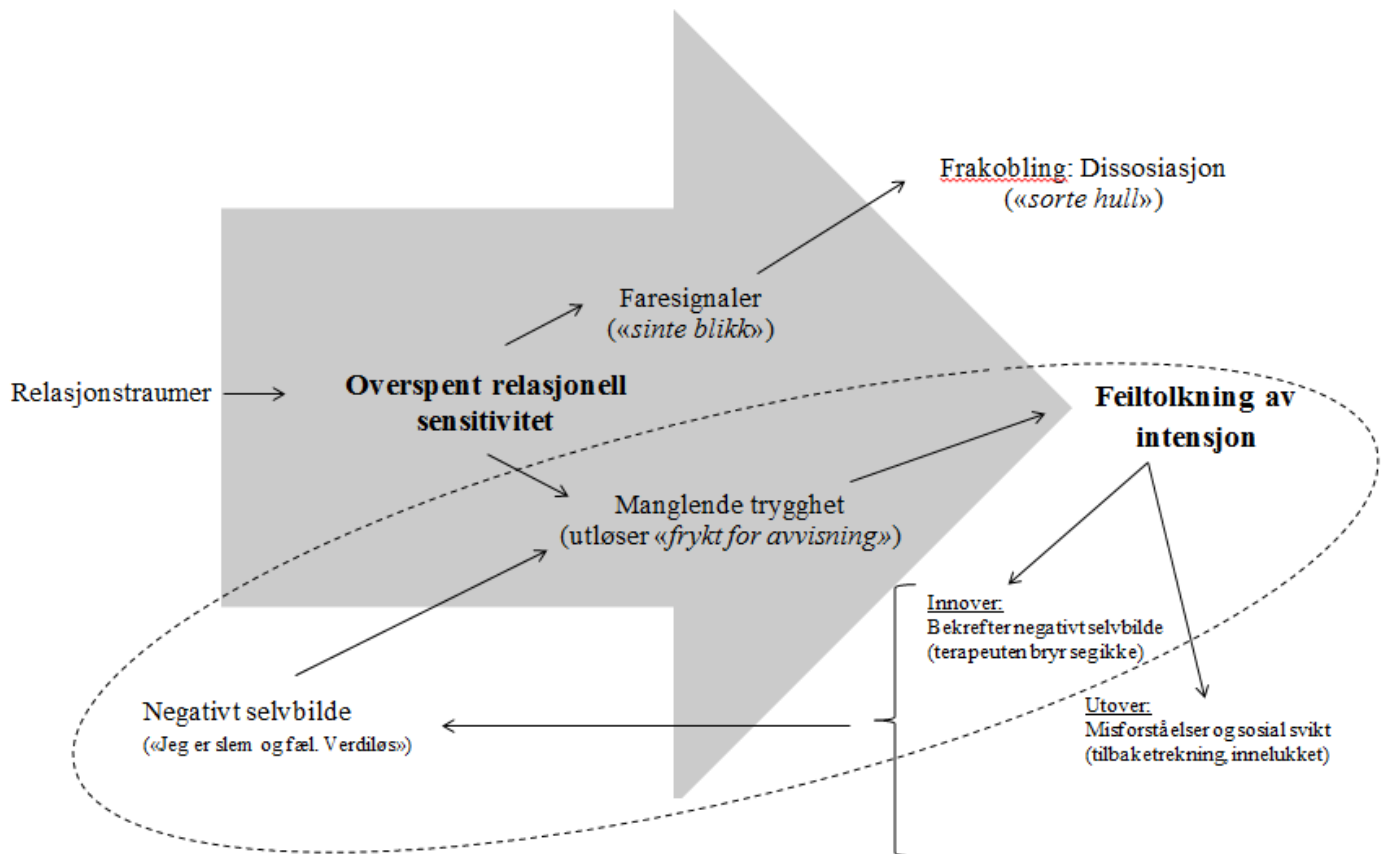 Frakobling: Dissosiasjon
(«sorte hull»)
Faresignaler
(«sinte blikk»)
Relasjonstraumer
Overspent relasjonell
sensitivitet
Feiltolkning av
intensjon
Manglende trygghet
(utløser «frykt for avvisning»)
Innover:
Bekrefter negativt selvbilde
(terapeuten bryr seg ikke)
Negativt selvbilde
(«Jeg er slem og fæl. Verdiløs»)
Utover:
Misforståelser og sosial svikt
(tilbaketrekning, innelukket)